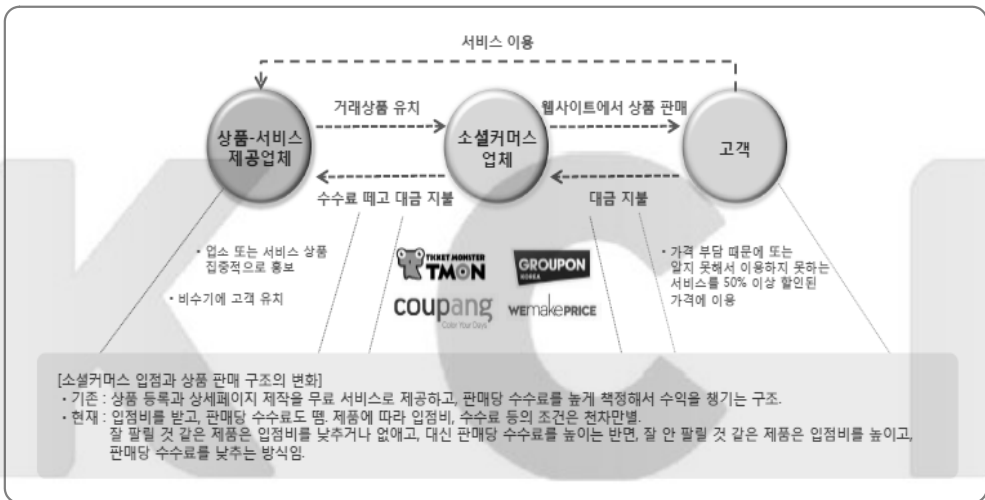 서비스 이용
거래상품 유치
웹사이트에서 상품 판매
상품-서비스
제공업체
소셜커머스
업체
고객
수수료 떼고 대금 지불
대금 지불
• 업소 또는 서비스 상품
집중적으로 홍보
• 비수기에 고객 유치
TICKET MONSTER
TMON
GROUPON
KOREA
coupang
Color Your Days
WEMAKEPRICE
• 가격 부담 때문에 또는
알지 못해서 이용하지 못하는
서비스를 50% 이상 할인된
가격에 이용
[소셜커머스 입점과 상품 판매 구조의 변화]
• 기존 : 상품 등록과 상세페이지 제작을 무료 서비스로 제공하고, 판매당 수수료를 높게 책정해서 수익을 챙기는 구조.
• 현재 : 입점비를 받고, 판매당 수수료도 뗌. 제품에 따라 입점비, 수수료 등의 조건은 천차만별.
잘 팔릴 것 같은 제품은 입점비를 낮추거나 없애고, 대신 판매당 수수료를 높이는 반면, 잘 안 팔릴 것 같은 제품은 입점비를 높이고,
판매당 수수료를 낮추는 방식임.
KC